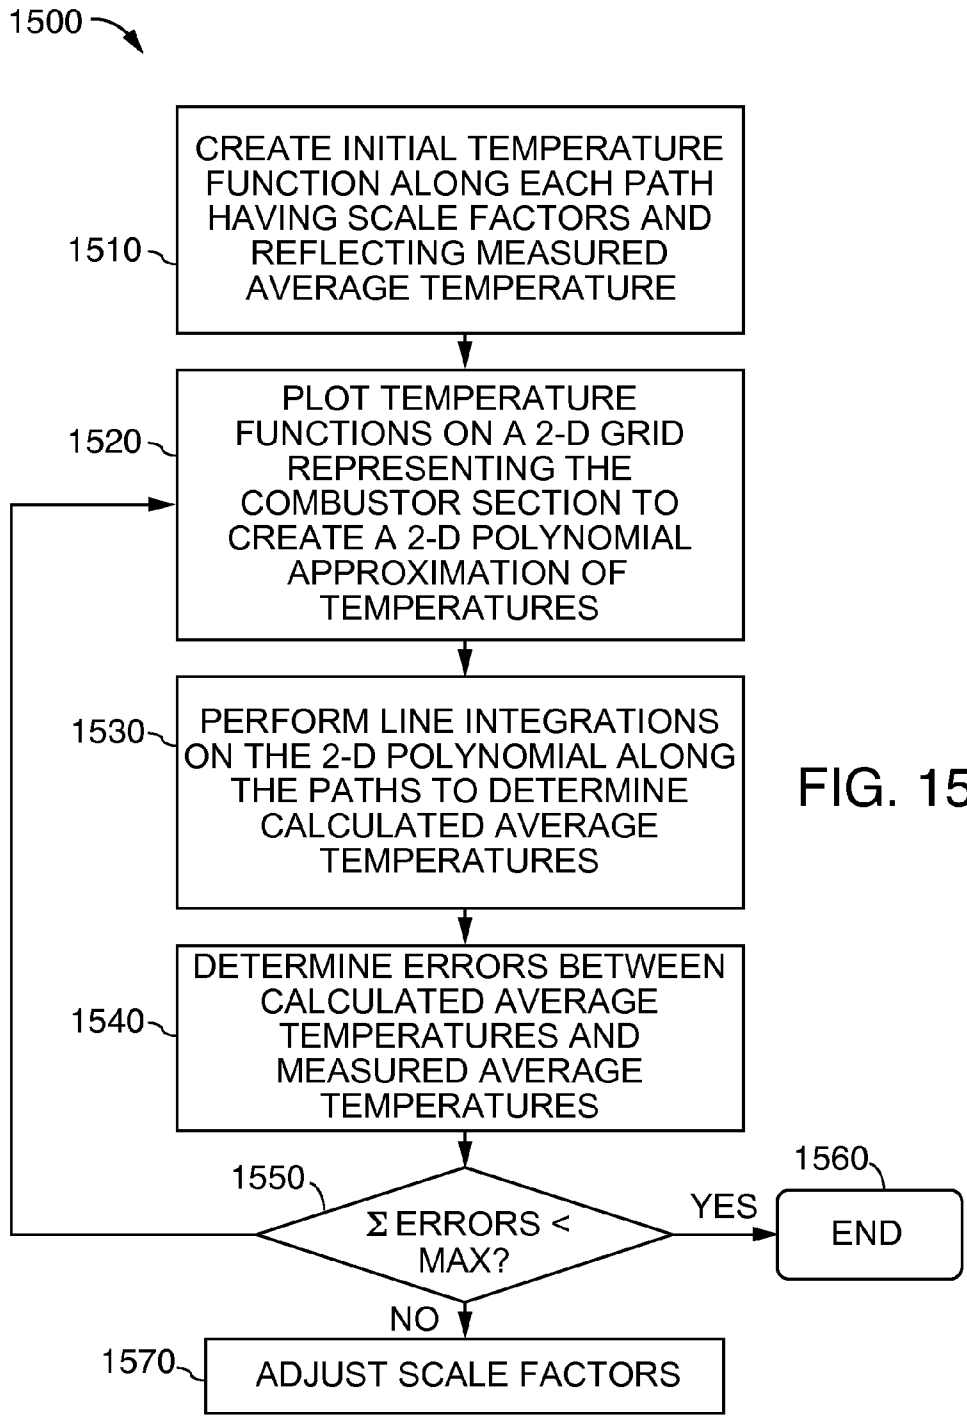 1500
CREATE INITIAL TEMPERATURE
FUNCTION ALONG EACH PATH
HAVING SCALE FACTORS AND
REFLECTING MEASURED
AVERAGE TEMPERATURE
1510
PLOT TEMPERATURE
FUNCTIONS ON A 2-D GRID
REPRESENTING THE
COMBUSTOR SECTION TO
CREATE A 2-D POLYNOMIAL
APPROXIMATION OF
TEMPERATURES
1520
PERFORM LINE INTEGRATIONS
ON THE 2-D POLYNOMIAL ALONG
THE PATHS TO DETERMINE
CALCULATED AVERAGE
TEMPERATURES
1530
FIG. 15
DETERMINE ERRORS BETWEEN
CALCULATED AVERAGE
TEMPERATURES AND
MEASURED AVERAGE
TEMPERATURES
1540
1550
Σ ERRORS <
MAX?
YES
1560
END
NO
1570
ADJUST SCALE FACTORS